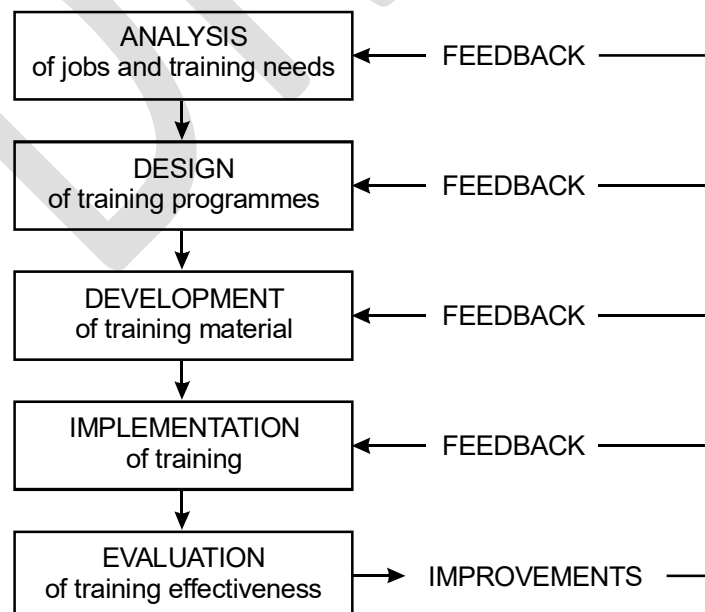 ANALYSIS
of jobs and training needs
FEEDBACK
DESIGN
of training programmes
FEEDBACK
DEVELOPMENT
of training material
FEEDBACK
IMPLEMENTATION
of training
FEEDBACK
EVALUATION
of training effectiveness
IMPROVEMENTS